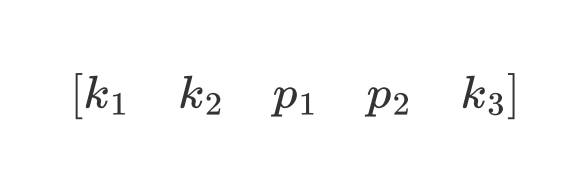 [k₁ k₂ p₁ p₂ k₃]